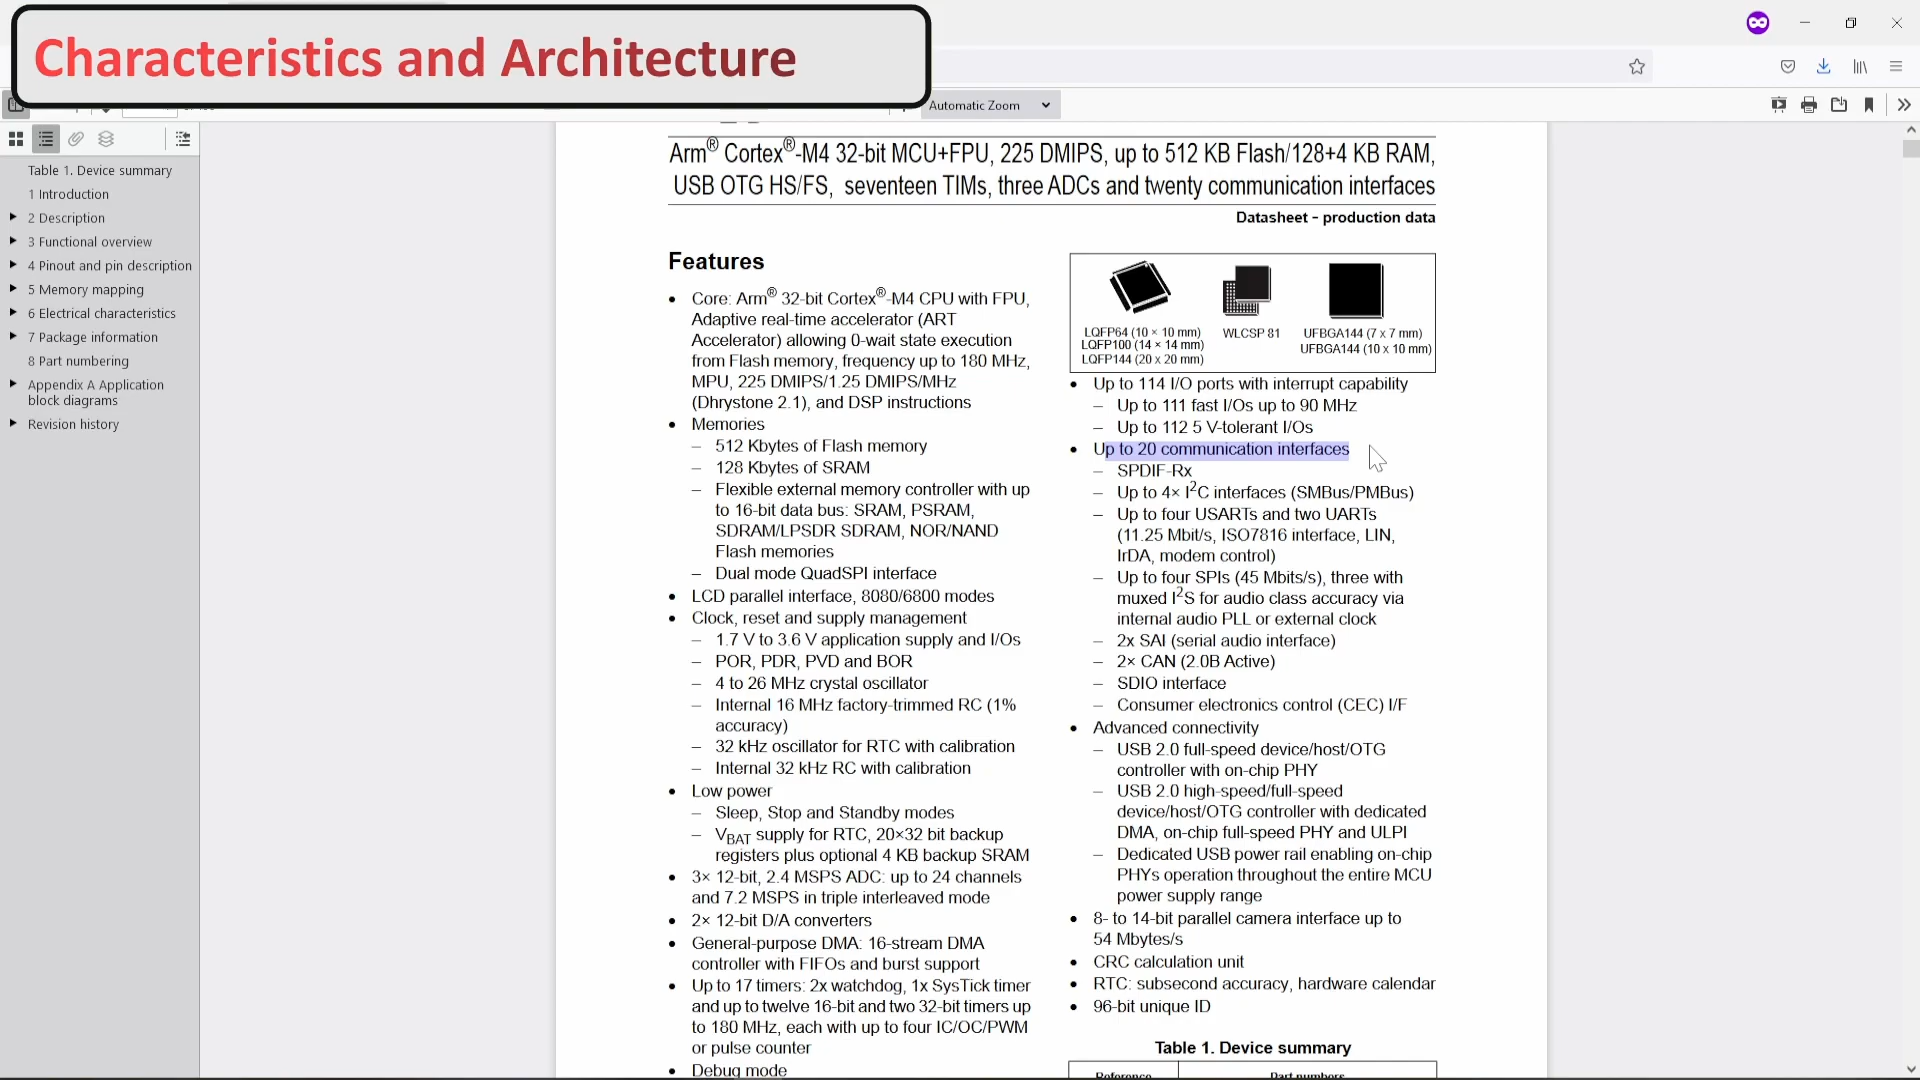 Characteristics and Architecture
Automatic Zoom
Table 1. Device summary
1 Introduction
2 Description
3 Functional overview
4 Pinout and pin description
5 Memory mapping
6 Electrical characteristics
7 Package information
8 Part numbering
Appendix A Application
block diagrams
Revision history
Arm® Cortex®-M4 32-bit MCU+FPU, 225 DMIPS, up to 512 KB Flash/128+4 KB RAM,
USB OTG HS/FS, seventeen TIMs, three ADCs and twenty communication interfaces
Datasheet - production data
Features
• Core: Arm® 32-bit Cortex®-M4 CPU with FPU,
Adaptive real-time accelerator (ART
Accelerator) allowing 0-wait state execution
from Flash memory, frequency up to 180 MHz,
MPU, 225 DMIPS/1.25 DMIPS/MHz
(Dhrystone 2.1), and DSP instructions
• Memories
– 512 Kbytes of Flash memory
– 128 Kbytes of SRAM
– Flexible external memory controller with up
to 16-bit data bus: SRAM, PSRAM,
SDRAM/LPSDR SDRAM, NOR/NAND
Flash memories
– Dual mode QuadSPI interface
• LCD parallel interface, 8080/6800 modes
• Clock, reset and supply management
– 1.7 V to 3.6 V application supply and I/Os
– POR, PDR, PVD and BOR
– 4 to 26 MHz crystal oscillator
– Internal 16 MHz factory-trimmed RC (1%
accuracy)
– 32 kHz oscillator for RTC with calibration
– Internal 32 kHz RC with calibration
• Low power
– Sleep, Stop and Standby modes
– VBAT supply for RTC, 20×32 bit backup
registers plus optional 4 KB backup SRAM
• 3× 12-bit, 2.4 MSPS ADC: up to 24 channels
and 7.2 MSPS in triple interleaved mode
• 2× 12-bit D/A converters
• General-purpose DMA: 16-stream DMA
controller with FIFOs and burst support
• Up to 17 timers: 2x watchdog, 1x SysTick timer
and up to twelve 16-bit and two 32-bit timers up
to 180 MHz, each with up to four IC/OC/PWM
or pulse counter
• Debug mode
LQFP64 (10 × 10 mm)
LQFP100 (14 × 14 mm)
LQFP144 (20 x 20 mm)
WLCSP 81
UFBGA144 (7 x 7 mm)
UFBGA144 (10 x 10 mm)
• Up to 114 I/O ports with interrupt capability
– Up to 111 fast I/Os up to 90 MHz
– Up to 112 5 V-tolerant I/Os
• Up to 20 communication interfaces
– SPDIF-Rx
– Up to 4× I²C interfaces (SMBus/PMBus)
– Up to four USARTs and two UARTs
(11.25 Mbit/s, ISO7816 interface, LIN,
IrDA, modem control)
– Up to four SPIs (45 Mbits/s), three with
muxed I²S for audio class accuracy via
internal audio PLL or external clock
– 2x SAI (serial audio interface)
– 2× CAN (2.0B Active)
– SDIO interface
– Consumer electronics control (CEC) I/F
• Advanced connectivity
– USB 2.0 full-speed device/host/OTG
controller with on-chip PHY
– USB 2.0 high-speed/full-speed
device/host/OTG controller with dedicated
DMA, on-chip full-speed PHY and ULPI
– Dedicated USB power rail enabling on-chip
PHYs operation throughout the entire MCU
power supply range
• 8- to 14-bit parallel camera interface up to
54 Mbytes/s
• CRC calculation unit
• RTC: subsecond accuracy, hardware calendar
• 96-bit unique ID
Table 1. Device summary
Reference Part numbers